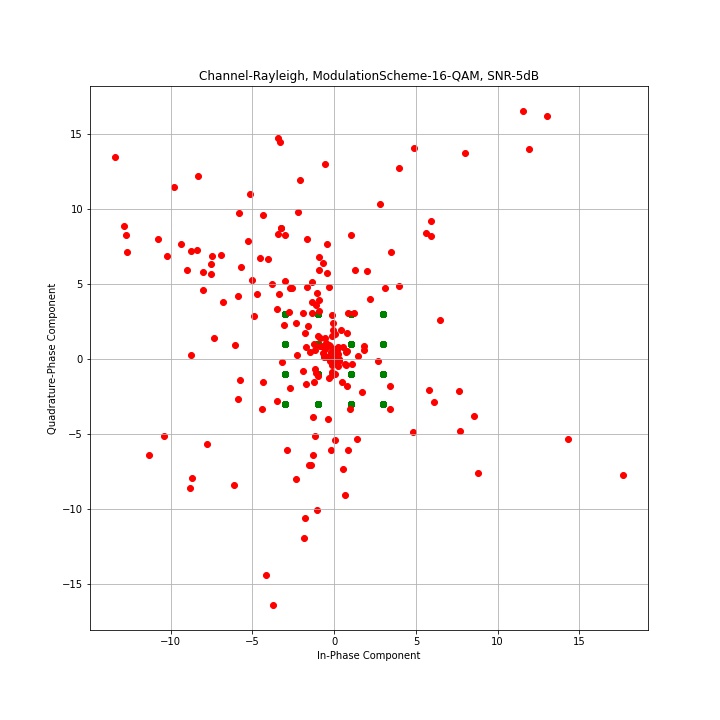 Channel-Rayleigh, ModulationScheme-16-QAM, SNR-5dB
Quadrature-Phase Component
15
10
5
0
−5
−10
−15
−10 −5 0 5 10 15
In-Phase Component